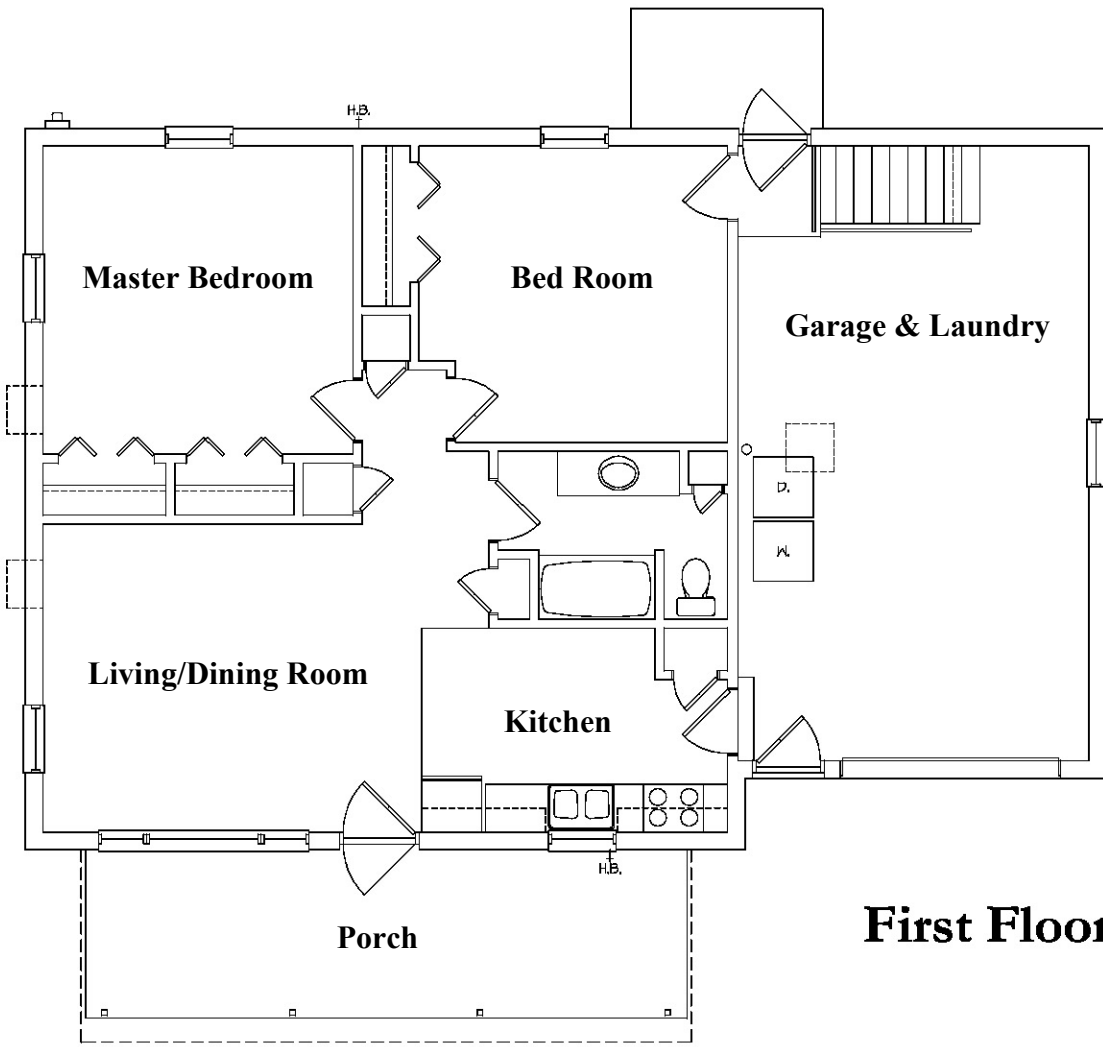 H.B.
Master Bedroom
Bed Room
Garage & Laundry
D.
W.
Living/Dining Room
Kitchen
H.B.
Porch
First Floor